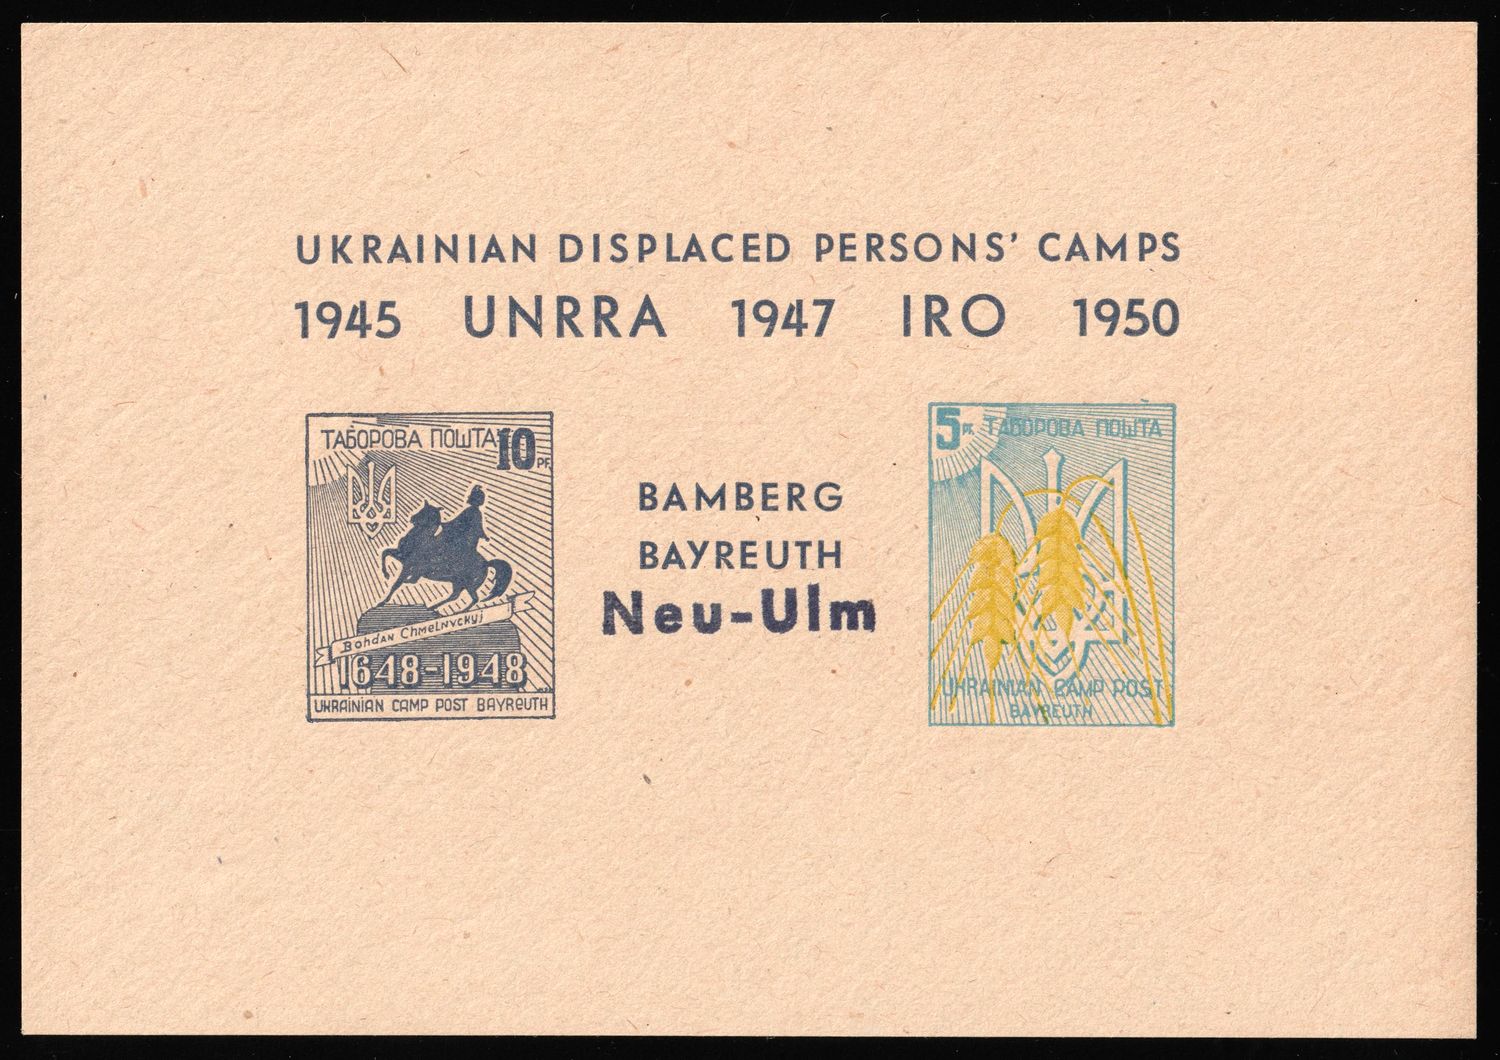 UKRAINIAN DISPLACED PERSONS' CAMPS
1945 UNRRA 1947 IRO 1950
ТАБОРОВА ПОШТА 10 PF.
Bohdan Chmelnyckyj
1648-1948
UKRAINIAN CAMP POST BAYREUTH
BAMBERG
BAYREUTH
Neu-Ulm
5 PF. ТАБОРОВА ПОШТА
UKRAINIAN CAMP POST
BAYREUTH